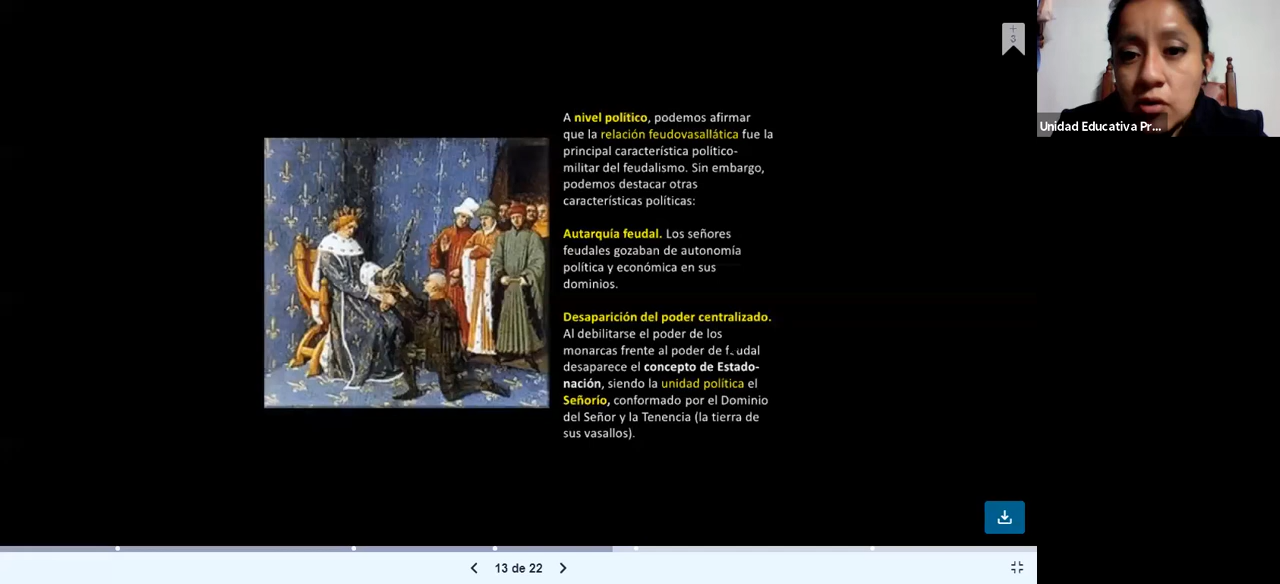 +
3
Unidad Educativa Pr...
A nivel político, podemos afirmar
que la relación feudovasallática fue la
principal característica político-
militar del feudalismo. Sin embargo,
podemos destacar otras
características políticas:
Autarquía feudal. Los señores
feudales gozaban de autonomía
política y económica en sus
dominios.
Desaparición del poder centralizado.
Al debilitarse el poder de los
monarcas frente al poder de
desaparece el concepto de Estado-
nación, siendo la unidad política el
Señorío, conformado por el Dominio
del Señor y la Tenencia (la tierra de
sus vasallos).
13 de 22